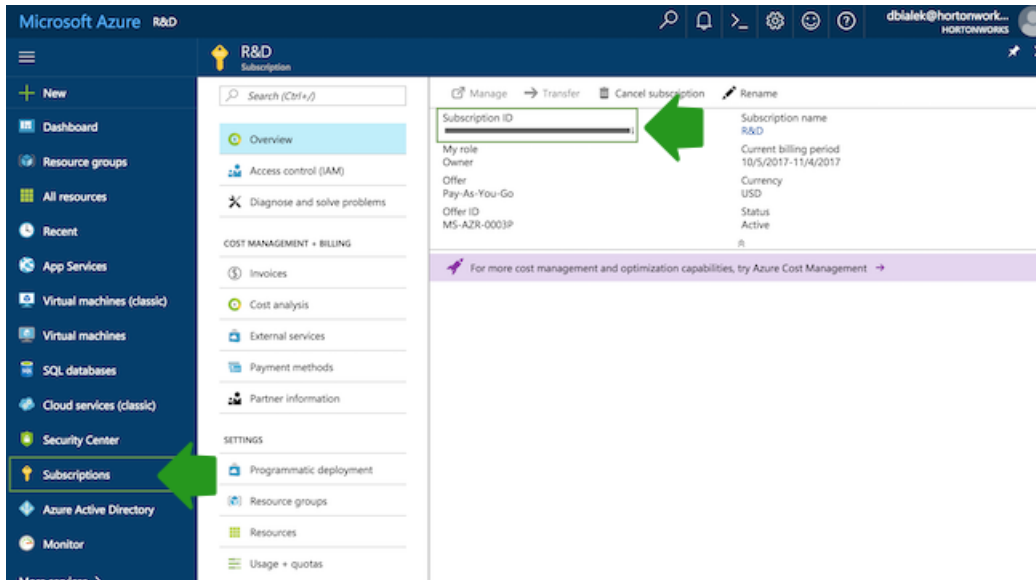 Microsoft Azure R&D
dbialek@hortonwork...
HORTONWORKS
R&D
Subscription
New
Dashboard
Resource groups
All resources
Recent
App Services
Virtual machines (classic)
Virtual machines
SQL databases
Cloud services (classic)
Security Center
Subscriptions
Azure Active Directory
Monitor
Search (Ctrl+/)
Overview
Access control (IAM)
Diagnose and solve problems
COST MANAGEMENT + BILLING
Invoices
Cost analysis
External services
Payment methods
Partner information
SETTINGS
Programmatic deployment
Resource groups
Resources
Usage + quotas
Manage Transfer Cancel subscription Rename
Subscription ID
My role
Owner
Offer
Pay-As-You-Go
Offer ID
MS-AZR-0003P
Subscription name
R&D
Current billing period
10/5/2017-11/4/2017
Currency
USD
Status
Active
For more cost management and optimization capabilities, try Azure Cost Management →